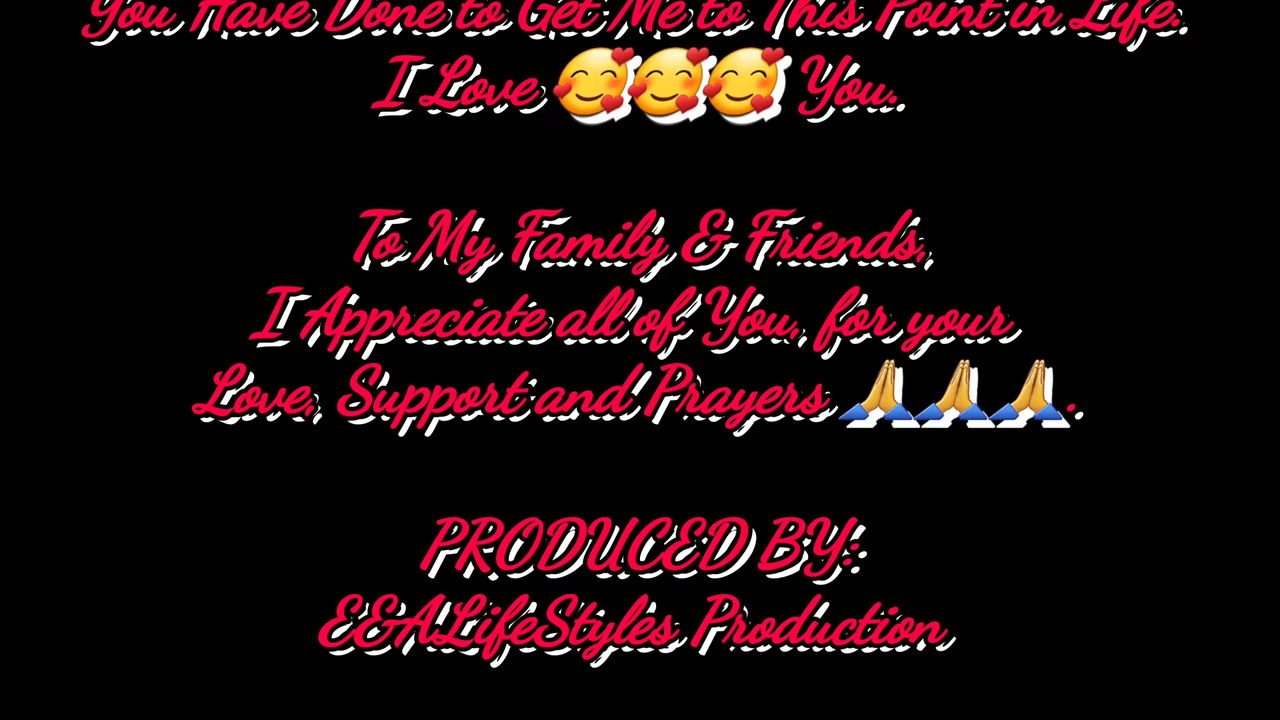 You Have Done to Get Me to This Point in Life.
I Love 🥰🥰🥰 You.
To My Family & Friends,
I Appreciate all of You, for your
Love, Support and Prayers 🙏🙏🙏.
PRODUCED BY:
E&ALifeStyles Production